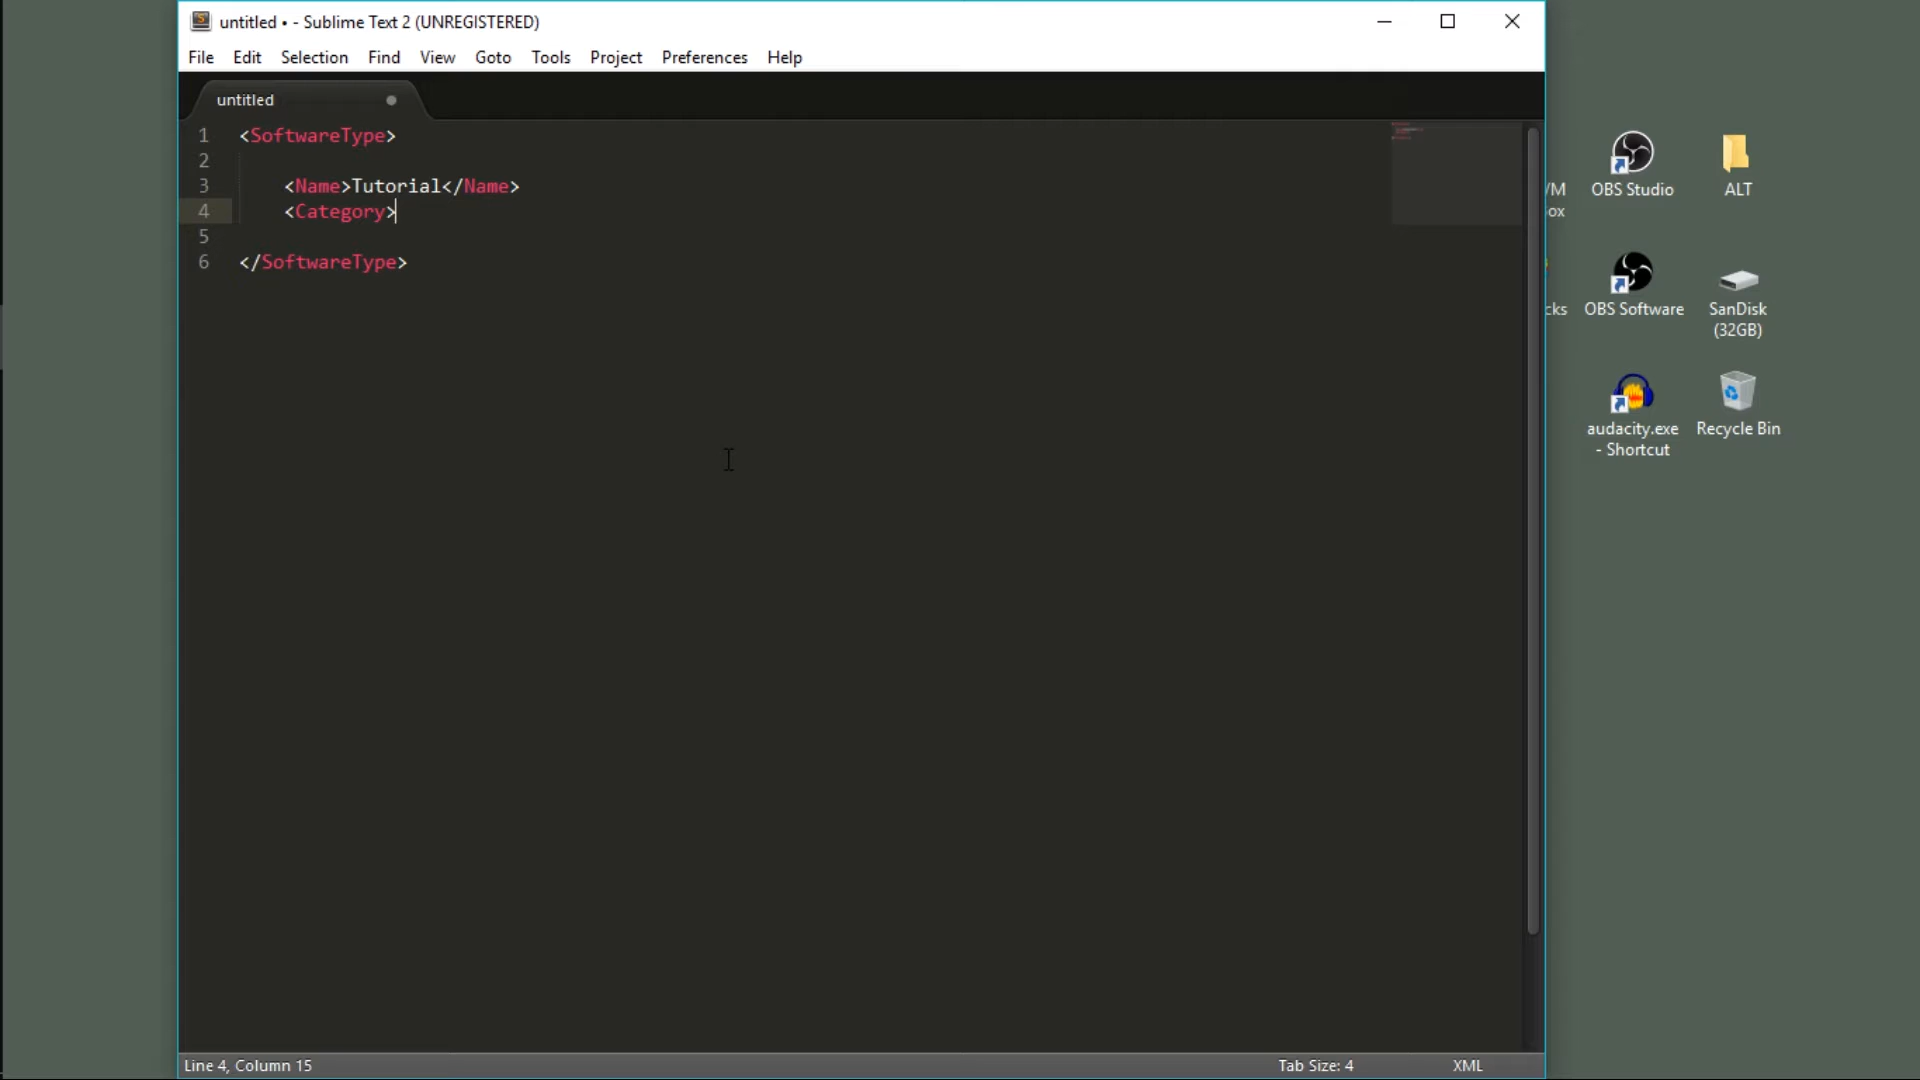 untitled • - Sublime Text 2 (UNREGISTERED)
File Edit Selection Find View Goto Tools Project Preferences Help
untitled
1 <SoftwareType>
2
3 <Name>Tutorial</Name>
4 <Category>
5
6 </SoftwareType>
Line 4, Column 15
Tab Size: 4
XML
/M
ox
OBS Studio
ALT
cks
OBS Software
SanDisk
(32GB)
audacity.exe
- Shortcut
Recycle Bin